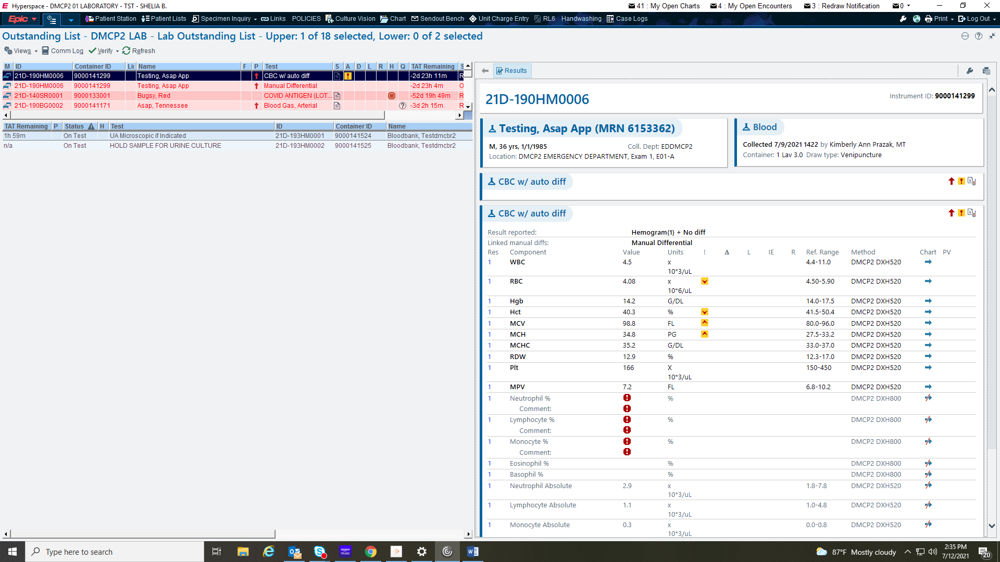 Hyperspace - DMCP2 01 LABORATORY - TST - SHELIA B. 41 : My Open Charts 4 : My Open Encounters 3 : Redraw Notification 0
Epic Patient Station Patient Lists Specimen Inquiry Links POLICIES Culture Vision Chart Sendout Bench Unit Charge Entry RL6 Handwashing Case Logs Print Log Out
Outstanding List - DMCP2 LAB - Lab Outstanding List - Upper: 1 of 18 selected, Lower: 0 of 2 selected
Views Comm Log Verify Refresh
M ID Container ID Li Name F P Test S A D L R H Q TAT Remaining S
21D-190HM0006 9000141299 Testing, Asap App CBC w/ auto diff -2d 23h 11m R
21D-190HM0006 9000141299 Testing, Asap App Manual Differential -2d 23h 4m O
21D-140SR0001 9000133001 Bugsy, Red COVID ANTIGEN (LOT... -52d 19h 49m R
21D-190BG0002 9000141171 Asap, Tennessee Blood Gas, Arterial -3d 2h 15m R
TAT Remaining P Status H Test ID Container ID Name
1h 59m On Test UA Microscopic if Indicated 21D-193HM0001 9000141524 Bloodbank, Testdmcbr2
n/a On Test HOLD SAMPLE FOR URINE CULTURE 21D-193HM0002 9000141525 Bloodbank, Testdmcbr2
Results
21D-190HM0006 Instrument ID: 9000141299
Testing, Asap App (MRN 6153362)
M, 36 yrs, 1/1/1985 Coll. Dept: EDDMCP2
Location: DMCP2 EMERGENCY DEPARTMENT, Exam 1, E01-A
Blood
Collected 7/9/2021 1422 by Kimberly Ann Prazak, MT
Container: 1 Lav 3.0 Draw type: Venipuncture
CBC w/ auto diff
CBC w/ auto diff
Result reported: Hemogram{1} + No diff
Linked manual diffs: Manual Differential
Res Component Value Units ! Δ L IE R Ref. Range Method Chart PV
1 WBC 4.5 x 4.4-11.0 DMCP2 DXH520
10*3/uL
1 RBC 4.08 x 4.50-5.90 DMCP2 DXH520
10*6/uL
1 Hgb 14.2 G/DL 14.0-17.5 DMCP2 DXH520
1 Hct 40.3 % 41.5-50.4 DMCP2 DXH520
1 MCV 98.8 FL 80.0-96.0 DMCP2 DXH520
1 MCH 34.8 PG 27.5-33.2 DMCP2 DXH520
1 MCHC 35.2 G/DL 33.0-37.0 DMCP2 DXH520
1 RDW 12.9 % 12.3-17.0 DMCP2 DXH520
1 Plt 166 X 150-450 DMCP2 DXH520
10*3/uL
1 MPV 7.2 FL 6.8-10.2 DMCP2 DXH520
1 Neutrophil % % DMCP2 DXH800
Comment:
1 Lymphocyte % % DMCP2 DXH800
Comment:
1 Monocyte % % DMCP2 DXH800
Comment:
1 Eosinophil % % DMCP2 DXH800
1 Basophil % % DMCP2 DXH800
1 Neutrophil Absolute 2.9 x 1.8-7.8 DMCP2 DXH520
10*3/uL
1 Lymphocyte Absolute 1.1 x 1.0-4.8 DMCP2 DXH520
10*3/uL
1 Monocyte Absolute 0.3 x 0.0-0.8 DMCP2 DXH520
10*3/uL
Type here to search
amazon music
87°F Mostly cloudy
2:35 PM
7/12/2021
20